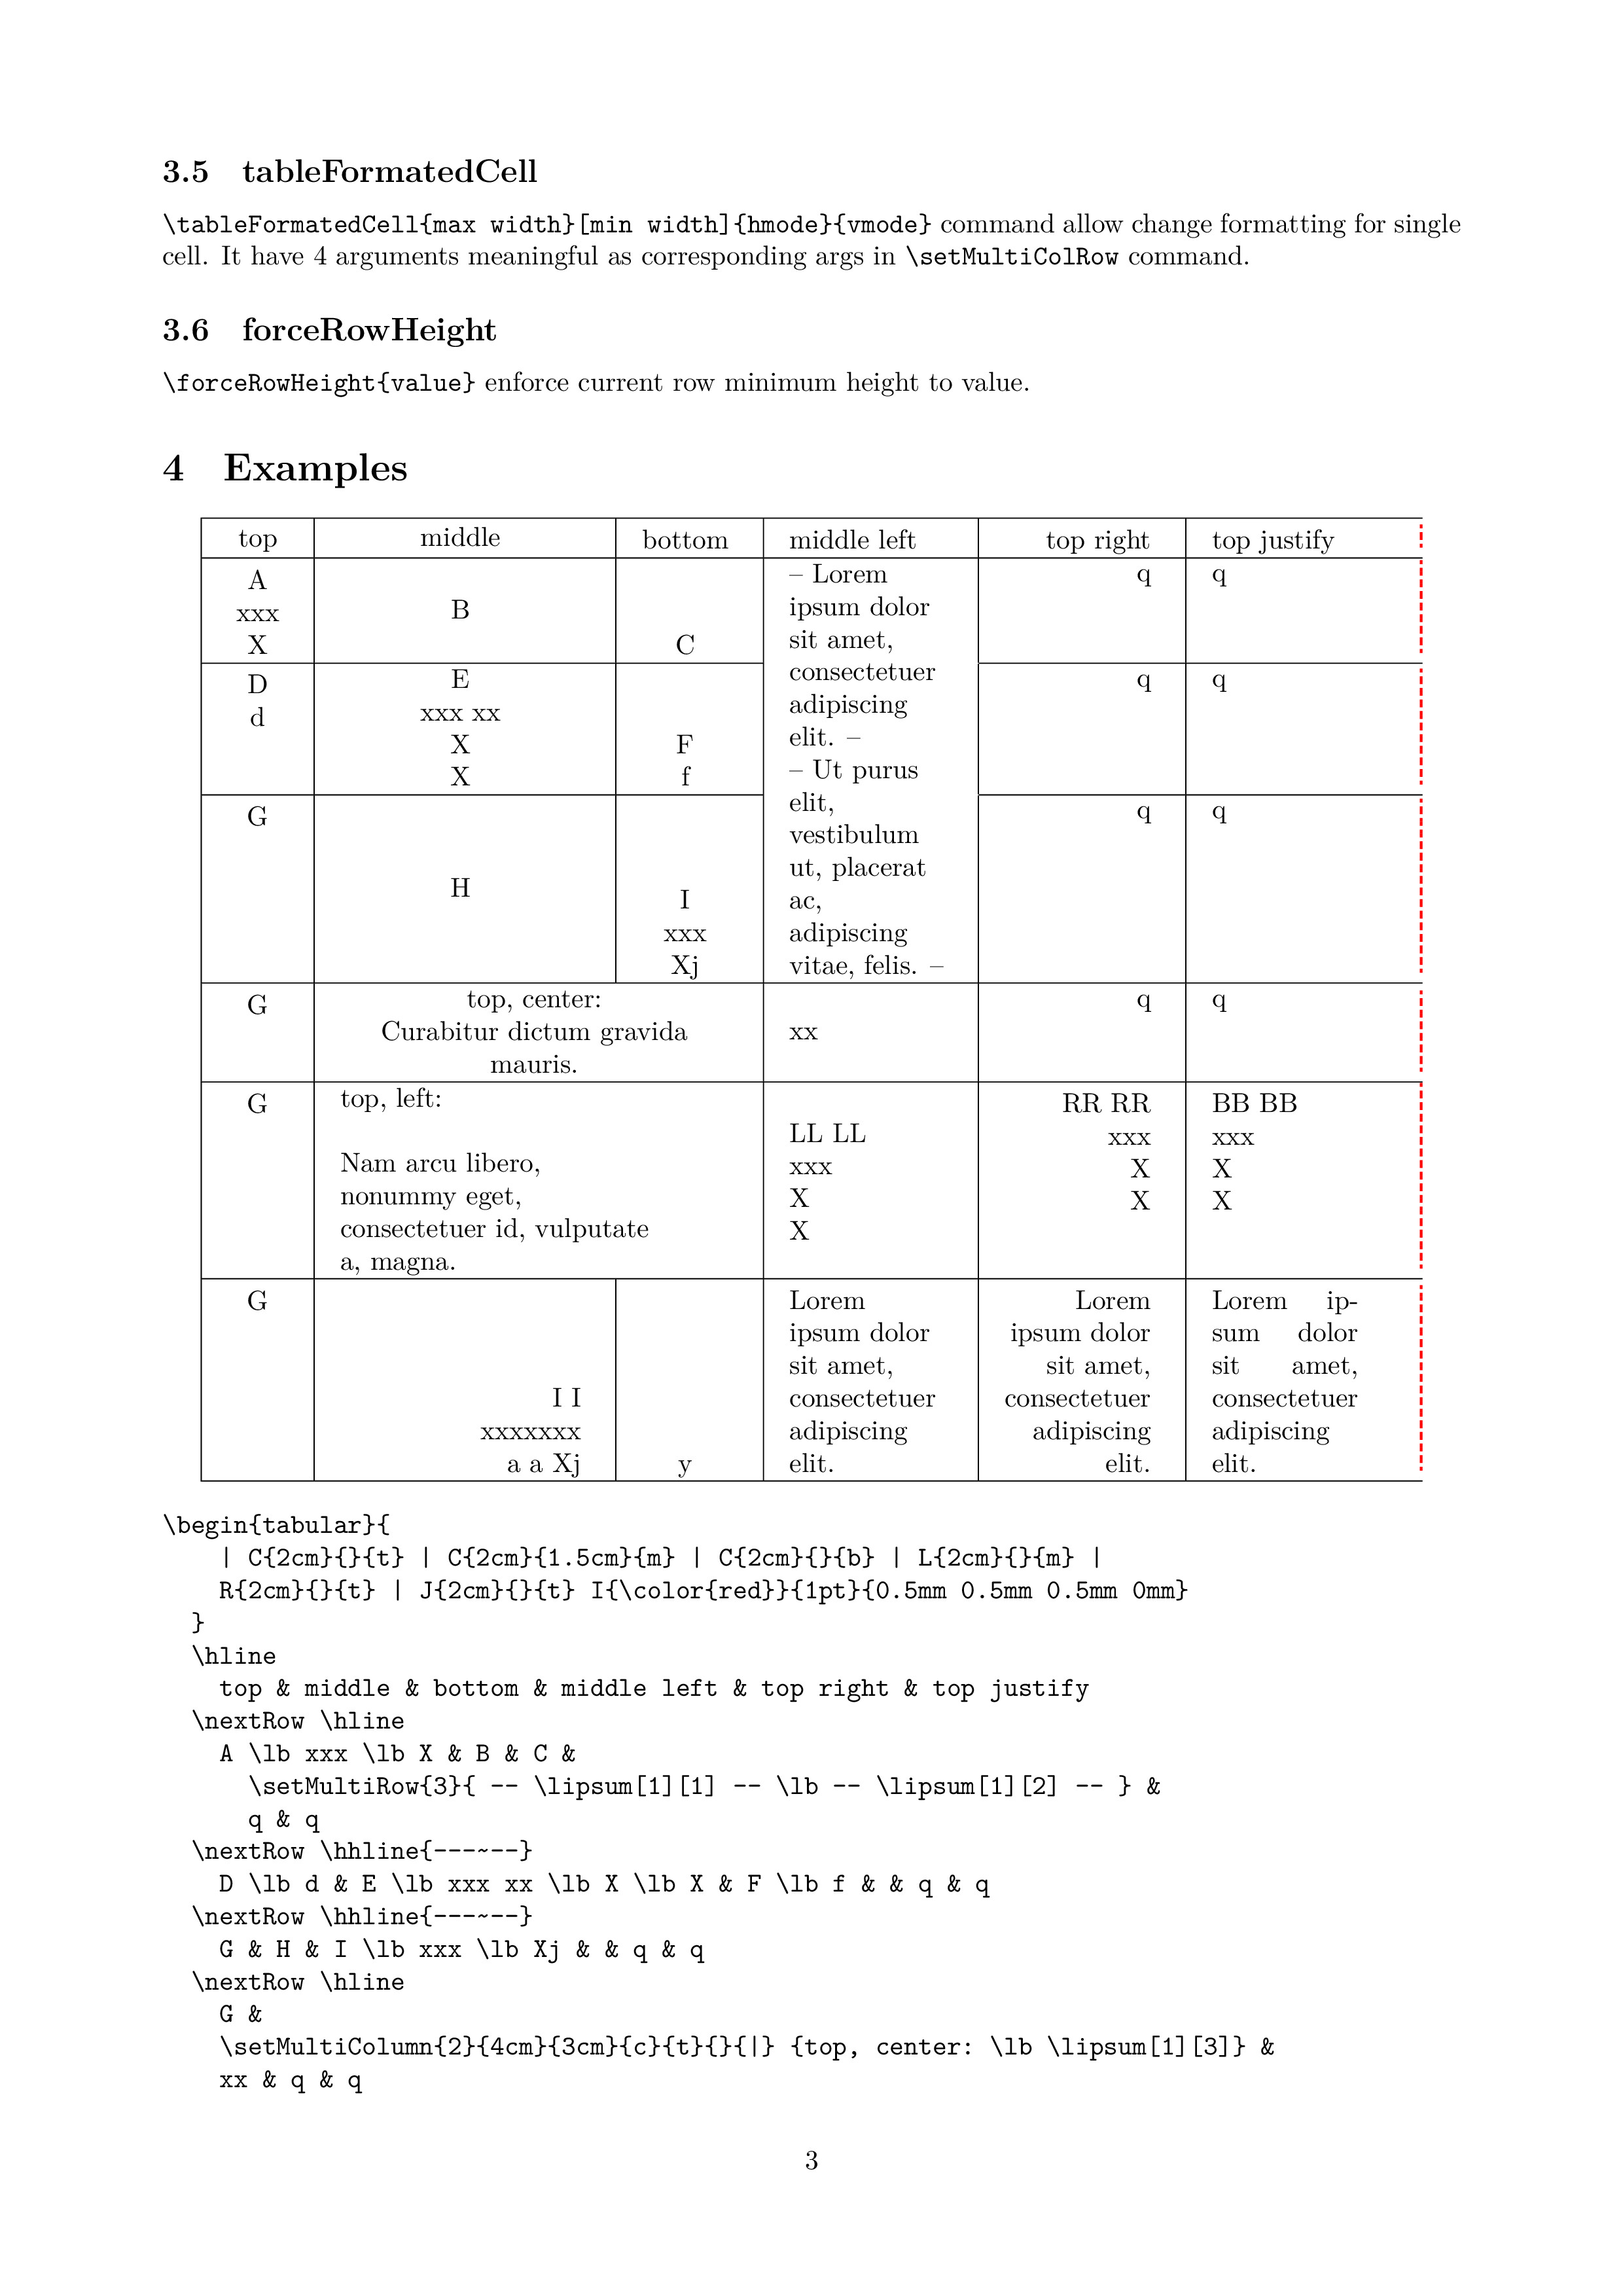 3.5 tableFormatedCell
\tableFormatedCell{max width}[min width]{hmode}{vmode} command allow change formatting for single
cell. It have 4 arguments meaningful as corresponding args in \setMultiColRow command.
3.6 forceRowHeight
\forceRowHeight{value} enforce current row minimum height to value.
4 Examples
top middle bottom middle left top right top justify
A
xxx
X
B
C
– Lorem
ipsum dolor
sit amet,
consectetuer
adipiscing
elit. –
– Ut purus
elit,
vestibulum
ut, placerat
ac,
adipiscing
vitae, felis. –
q
q
D
d
E
xxx xx
X
X
F
f
q
q
G
H
I
xxx
Xj
q
q
G
top, center:
Curabitur dictum gravida
mauris.
xx
q
q
G
top, left:
Nam arcu libero,
nonummy eget,
consectetuer id, vulputate
a, magna.
LL LL
xxx
X
X
RR RR
xxx
X
X
BB BB
xxx
X
X
G
I I
xxxxxxxx
a a Xj
y
Lorem
ipsum dolor
sit amet,
consectetuer
adipiscing
elit.
Lorem
ipsum dolor
sit amet,
consectetuer
adipiscing
elit.
Lorem ip-
sum dolor
sit amet,
consectetuer
adipiscing
elit.
\begin{tabular}{
| C{2cm}{}{t} | C{2cm}{1.5cm}{m} | C{2cm}{}{b} | L{2cm}{}{m} |
R{2cm}{}{t} | J{2cm}{}{t} I{\color{red}}{1pt}{0.5mm 0.5mm 0.5mm 0mm}
}
\hline
top & middle & bottom & middle left & top right & top justify
\nextRow \hline
A \lb xxx \lb X & B & C &
\setMultiRow{3}{ -- \lipsum[1][1] -- \lb -- \lipsum[1][2] -- } &
q & q
\nextRow \hhline{---~--}
D \lb d & E \lb xxx xx \lb X \lb X & F \lb f & & q & q
\nextRow \hhline{---~--}
G & H & I \lb xxx \lb Xj & & q & q
\nextRow \hline
G &
\setMultiColumn{2}{4cm}{3cm}{c}{t}{}{|} {top, center: \lb \lipsum[1][3]} &
xx & q & q
3